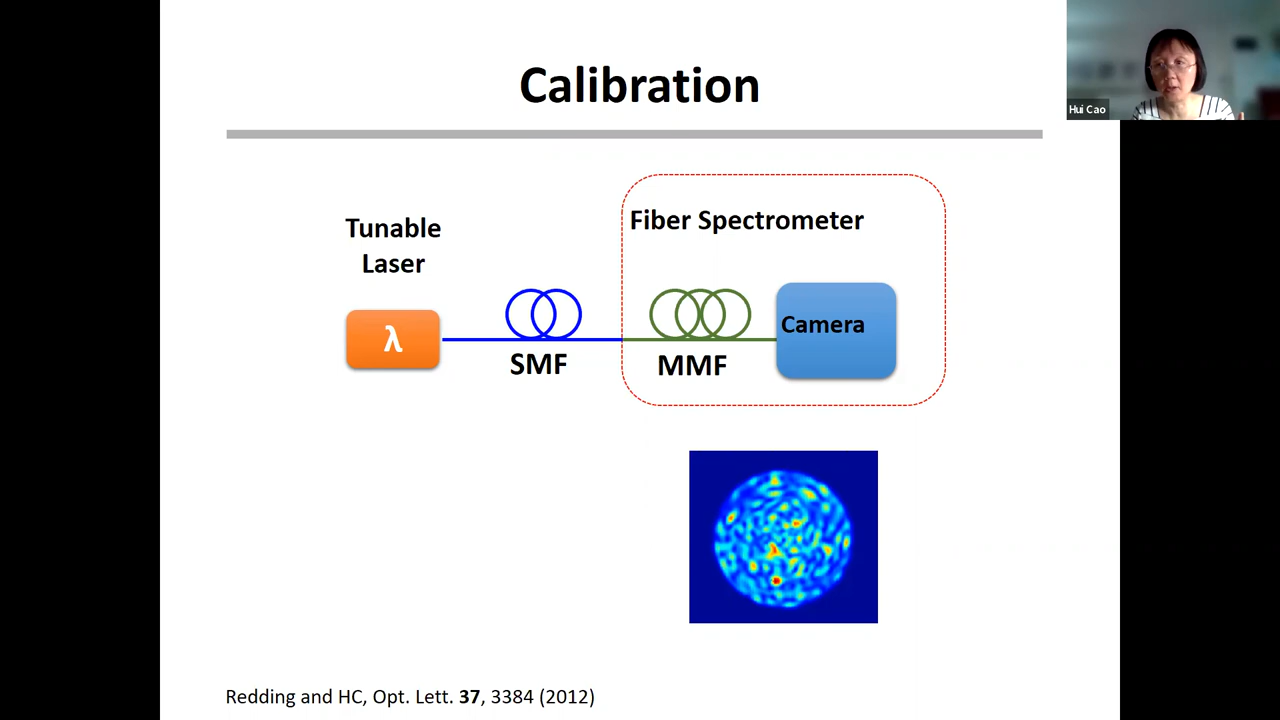 Calibration
Hui Cao
Tunable
Laser
Fiber Spectrometer
λ
Camera
SMF
MMF
Redding and HC, Opt. Lett. 37, 3384 (2012)